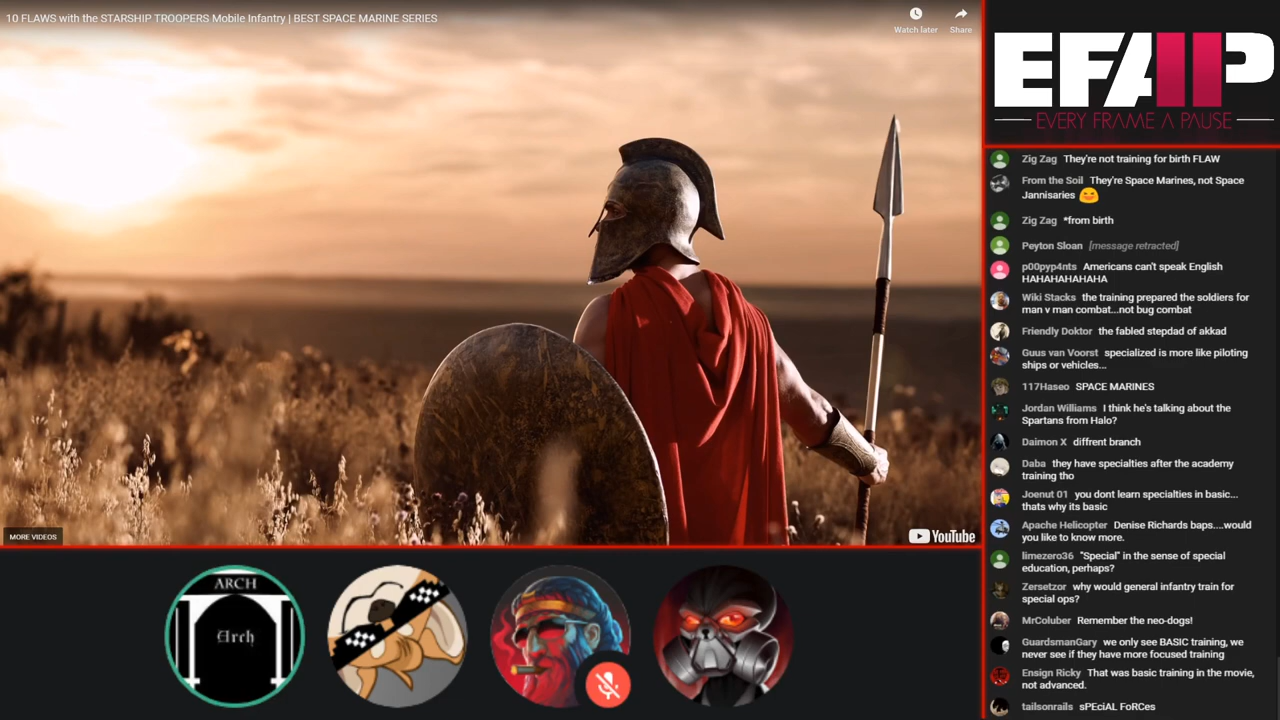 10 FLAWS with the STARSHIP TROOPERS Mobile Infantry | BEST SPACE MARINE SERIES
Watch later
Share
MORE VIDEOS
YouTube
ARCH
Arch
EFAP
EVERY FRAME A PAUSE
Zig Zag They're not training for birth FLAW
From the Soil They're Space Marines, not Space
Jannisaries
Zig Zag *from birth
Peyton Sloan [message retracted]
p00pyp4nts Americans can't speak English
HAHAHAHAHAHA
Wiki Stacks the training prepared the soldiers for
man v man combat...not bug combat
Friendly Doktor the fabled stepdad of akkad
Guus van Voorst specialized is more like piloting
ships or vehicles...
117Haseo SPACE MARINES
Jordan Williams I think he's talking about the
Spartans from Halo?
Daimon X diffrent branch
Daba they have specialties after the academy
training tho
Joenut 01 you dont learn specialties in basic...
thats why its basic
Apache Helicopter Denise Richards baps....would
you like to know more.
limezero36 "Special" in the sense of special
education, perhaps?
Zersetzor why would general infantry train for
special ops?
MrColuber Remember the neo-dogs!
GuardsmanGary we only see BASIC training, we
never see if they have more focused training
Ensign Ricky That was basic training in the movie,
not advanced.
tailsonrails sPEciAL FoRCes